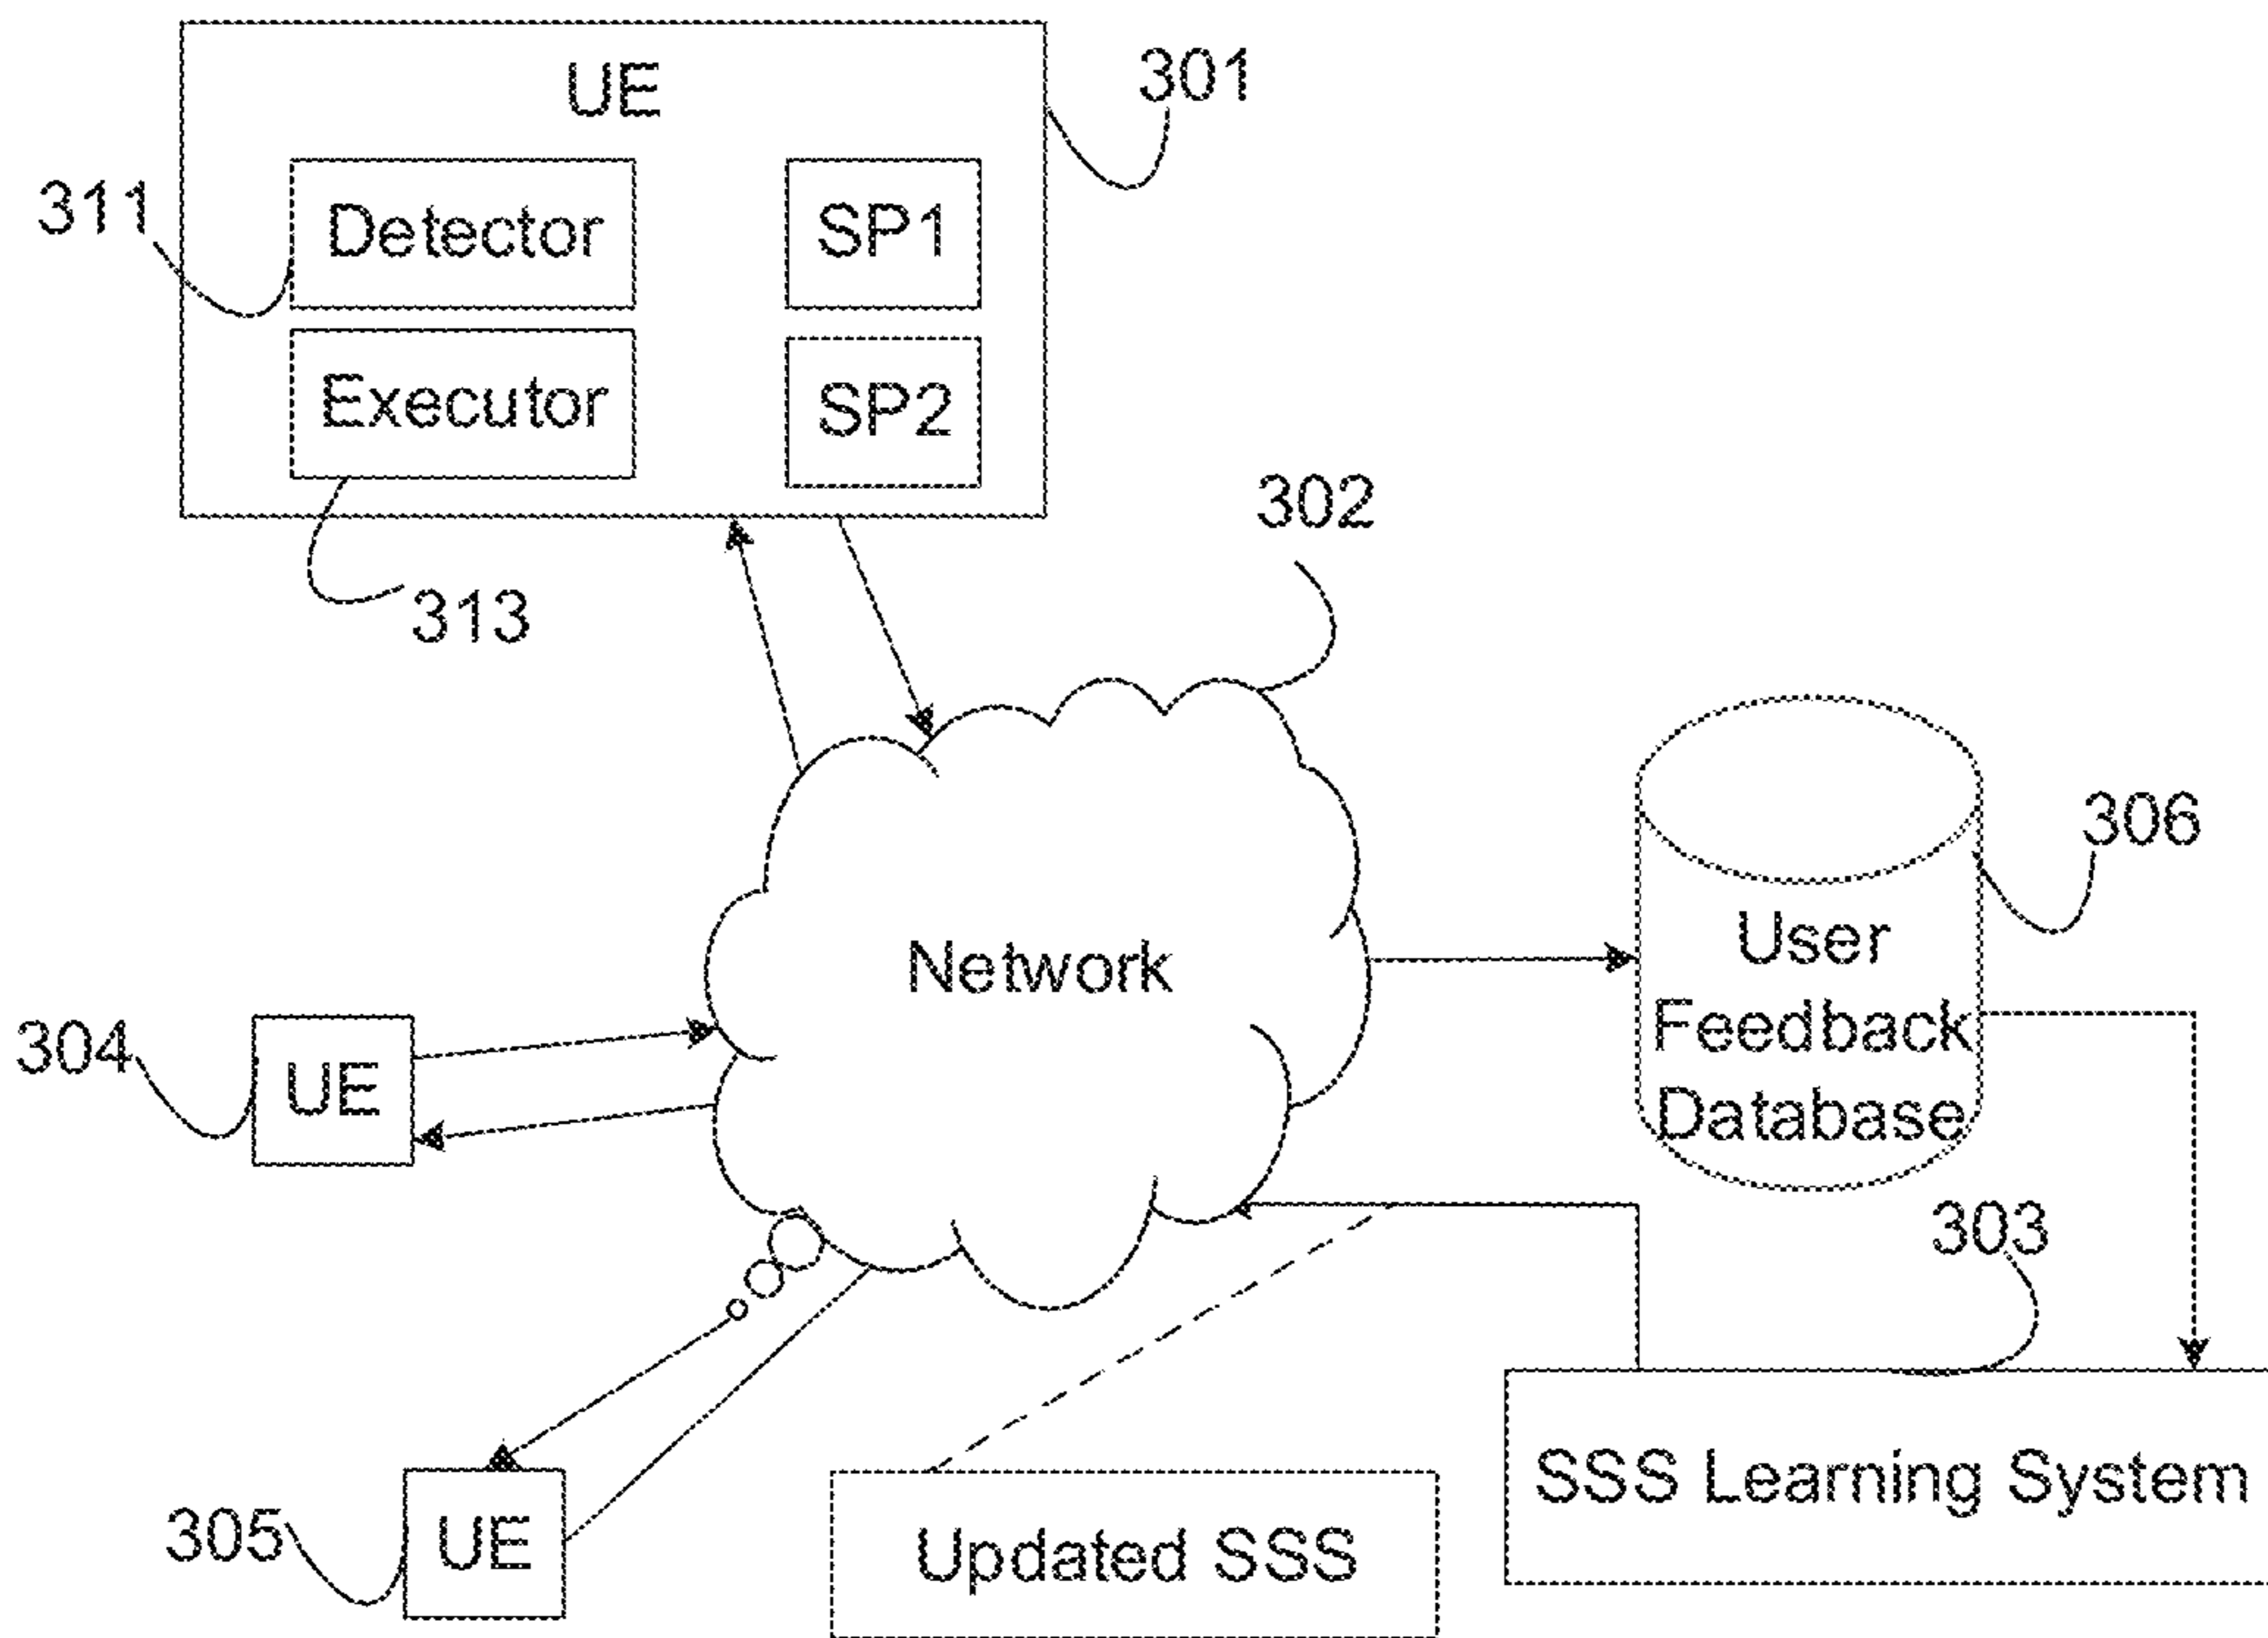 UE
301
311
Detector
SP1
Executor
SP2
313
302
306
Network
User
Feedback
Database
304
UE
303
SSS Learning System
305
UE
Updated SSS